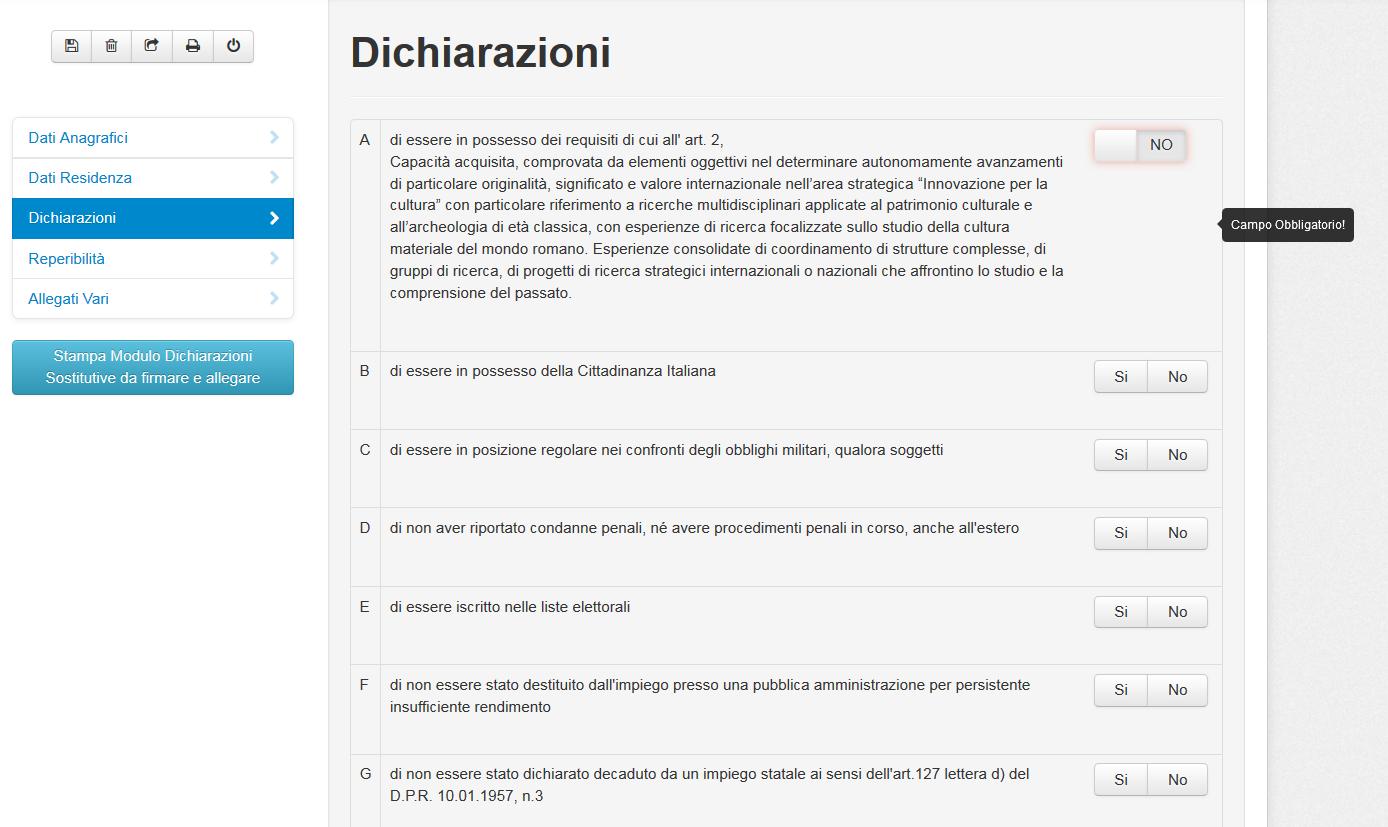 Dichiarazioni
Dati Anagrafici
Dati Residenza
Dichiarazioni
Reperibilità
Allegati Vari
Stampa Modulo Dichiarazioni
Sostitutive da firmare e allegare
A
di essere in possesso dei requisiti di cui all' art. 2,
Capacità acquisita, comprovata da elementi oggettivi nel determinare autonomamente avanzamenti
di particolare originalità, significato e valore internazionale nell’area strategica “Innovazione per la
cultura” con particolare riferimento a ricerche multidisciplinari applicate al patrimonio culturale e
all’archeologia di età classica, con esperienze di ricerca focalizzate sullo studio della cultura
materiale del mondo romano. Esperienze consolidate di coordinamento di strutture complesse, di
gruppi di ricerca, di progetti di ricerca strategici internazionali o nazionali che affrontino lo studio e la
comprensione del passato.
NO
Campo Obbligatorio!
B di essere in possesso della Cittadinanza Italiana Si No
C di essere in posizione regolare nei confronti degli obblighi militari, qualora soggetti Si No
D di non aver riportato condanne penali, né avere procedimenti penali in corso, anche all'estero Si No
E di essere iscritto nelle liste elettorali Si No
F di non essere stato destituito dall'impiego presso una pubblica amministrazione per persistente Si No
insufficiente rendimento
G di non essere stato dichiarato decaduto da un impiego statale ai sensi dell'art.127 lettera d) del Si No
D.P.R. 10.01.1957, n.3